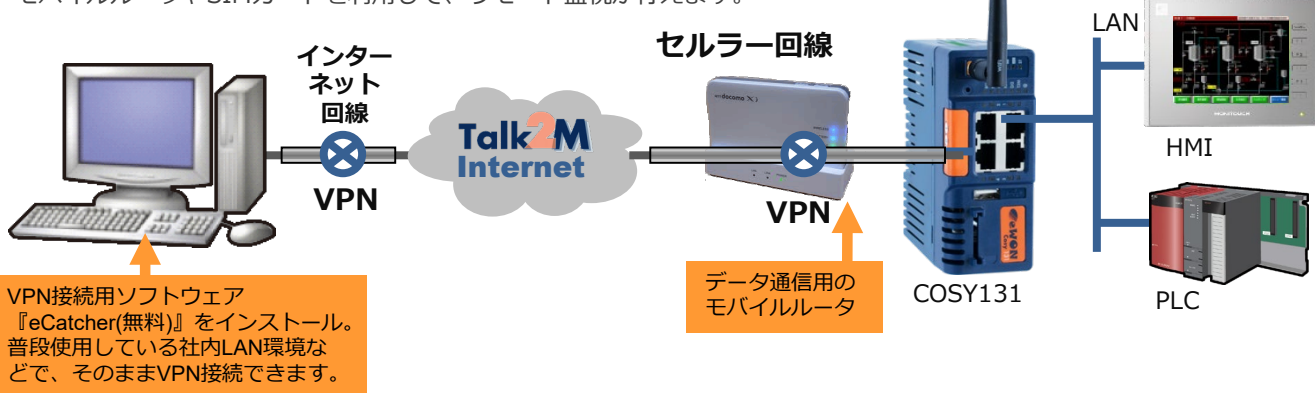 モバイルルータやSIMカードを利用して、リモート監視が行えます。
インター
ネット
回線
VPN
Talk2M
Internet
セルラー回線
docomo Xi
VPN
データ通信用の
モバイルルータ
eWON
COSY131
LAN
MONITOUCH
HMI
PLC
VPN接続用ソフトウェア
『eCatcher(無料)』をインストール。
普段使用している社内LAN環境な
どで、そのままVPN接続できます。